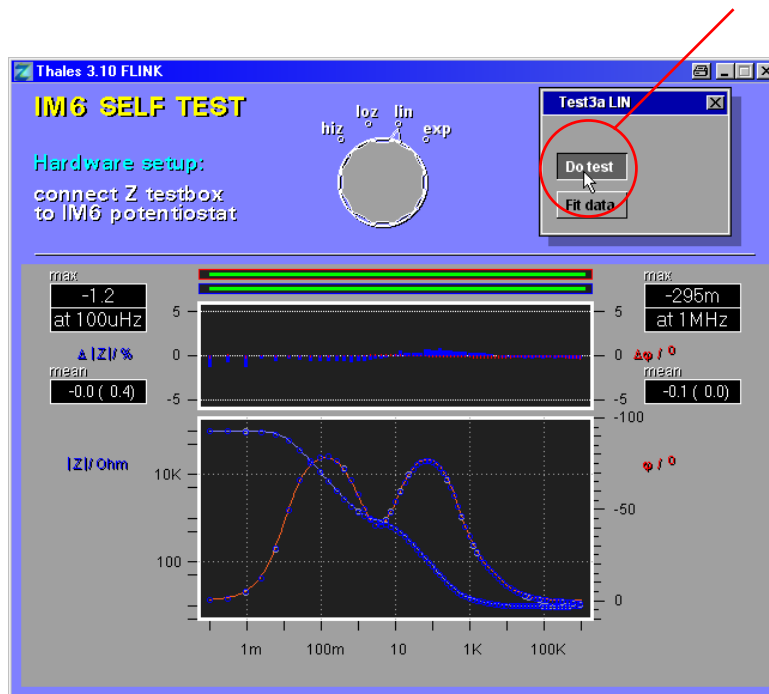 Thales 3.10 FLINK
IM6 SELF TEST
Hardware setup:
connect Z testbox
to IM6 potentiostat
hiz loz lin exp
Test3a LIN
Do test
Fit data
max
-1.2
at 100uHz
Δ |Z|/ %
mean
-0.0 ( 0.4)
5
0
-5
5
0
-5
max
-295m
at 1MHz
Δφ / 0
mean
-0.1 ( 0.0)
|Z|/ Ohm
10K
100
-100
-50
0
φ / 0
1m 100m 10 1K 100K